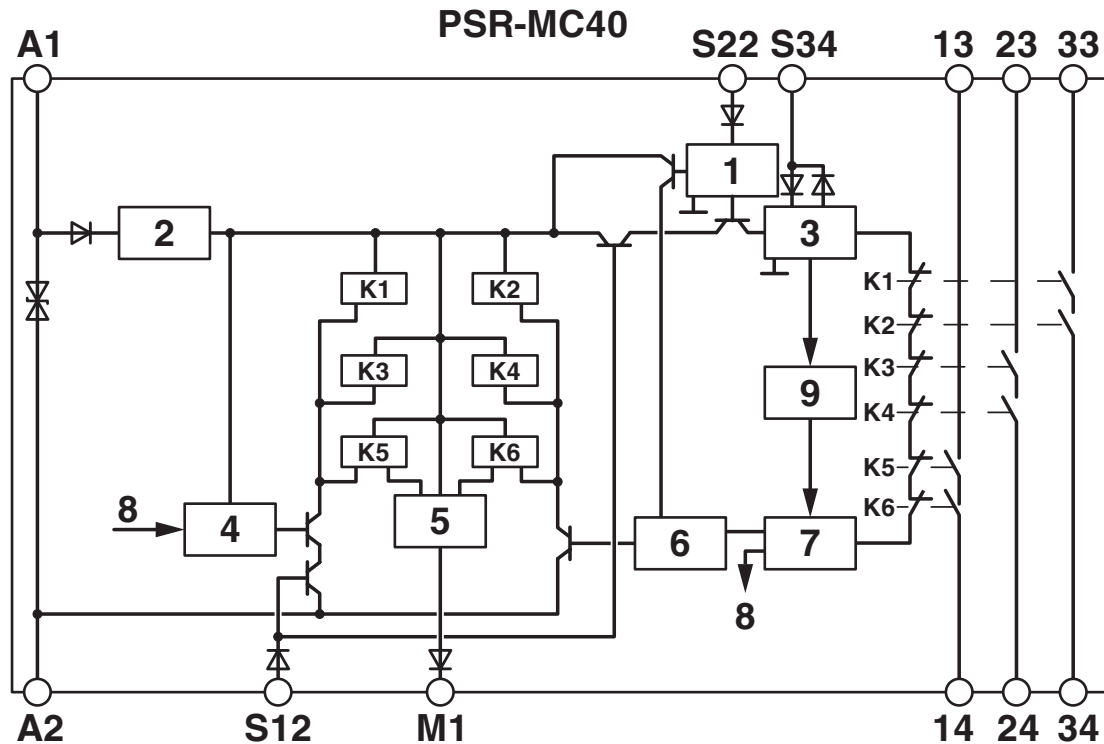 PSR-MC40
A1 S22 S34 13 23 33
1
2 3
K1 K2 K1
K2
K3 K4 K3
9
K4
K5 K6 K5
8 4 5 6 7 K6
8
A2 S12 M1 14 24 34